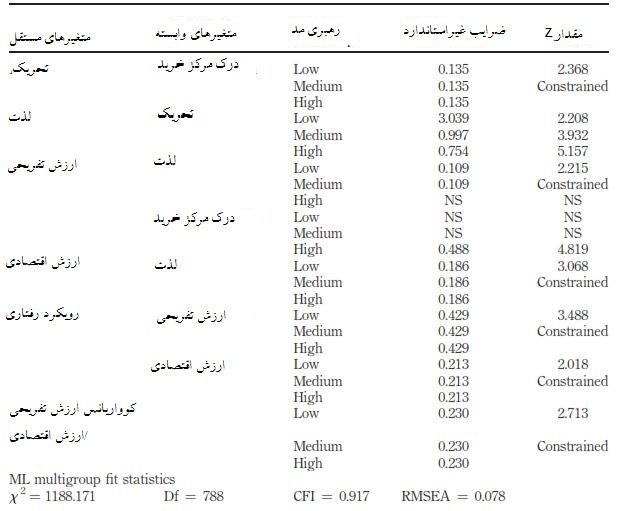 متغیرهای مستقل متغیرهای وابسته رهبری مد ضرایب غیراستاندارد مقدار Z
تحریک درک مرکز خرید Low 0.135 2.368
Medium 0.135 Constrained
High 0.135
لذت تحریک Low 3.039 2.208
Medium 0.997 3.932
High 0.754 5.157
ارزش تفریحی لذت Low 0.109 2.215
Medium 0.109 Constrained
High NS NS
درک مرکز خرید Low NS NS
Medium NS NS
High 0.488 4.819
ارزش اقتصادی لذت Low 0.186 3.068
Medium 0.186 Constrained
High 0.186
رویکرد رفتاری ارزش تفریحی Low 0.429 3.488
Medium 0.429 Constrained
High 0.429
ارزش اقتصادی Low 0.213 2.018
Medium 0.213 Constrained
High 0.213
کوواریانس ارزش تفریحی Low 0.230 2.713
/ارزش اقتصادی Medium 0.230 Constrained
High 0.230
ML multigroup fit statistics
χ² = 1188.171 Df = 788 CFI = 0.917 RMSEA = 0.078